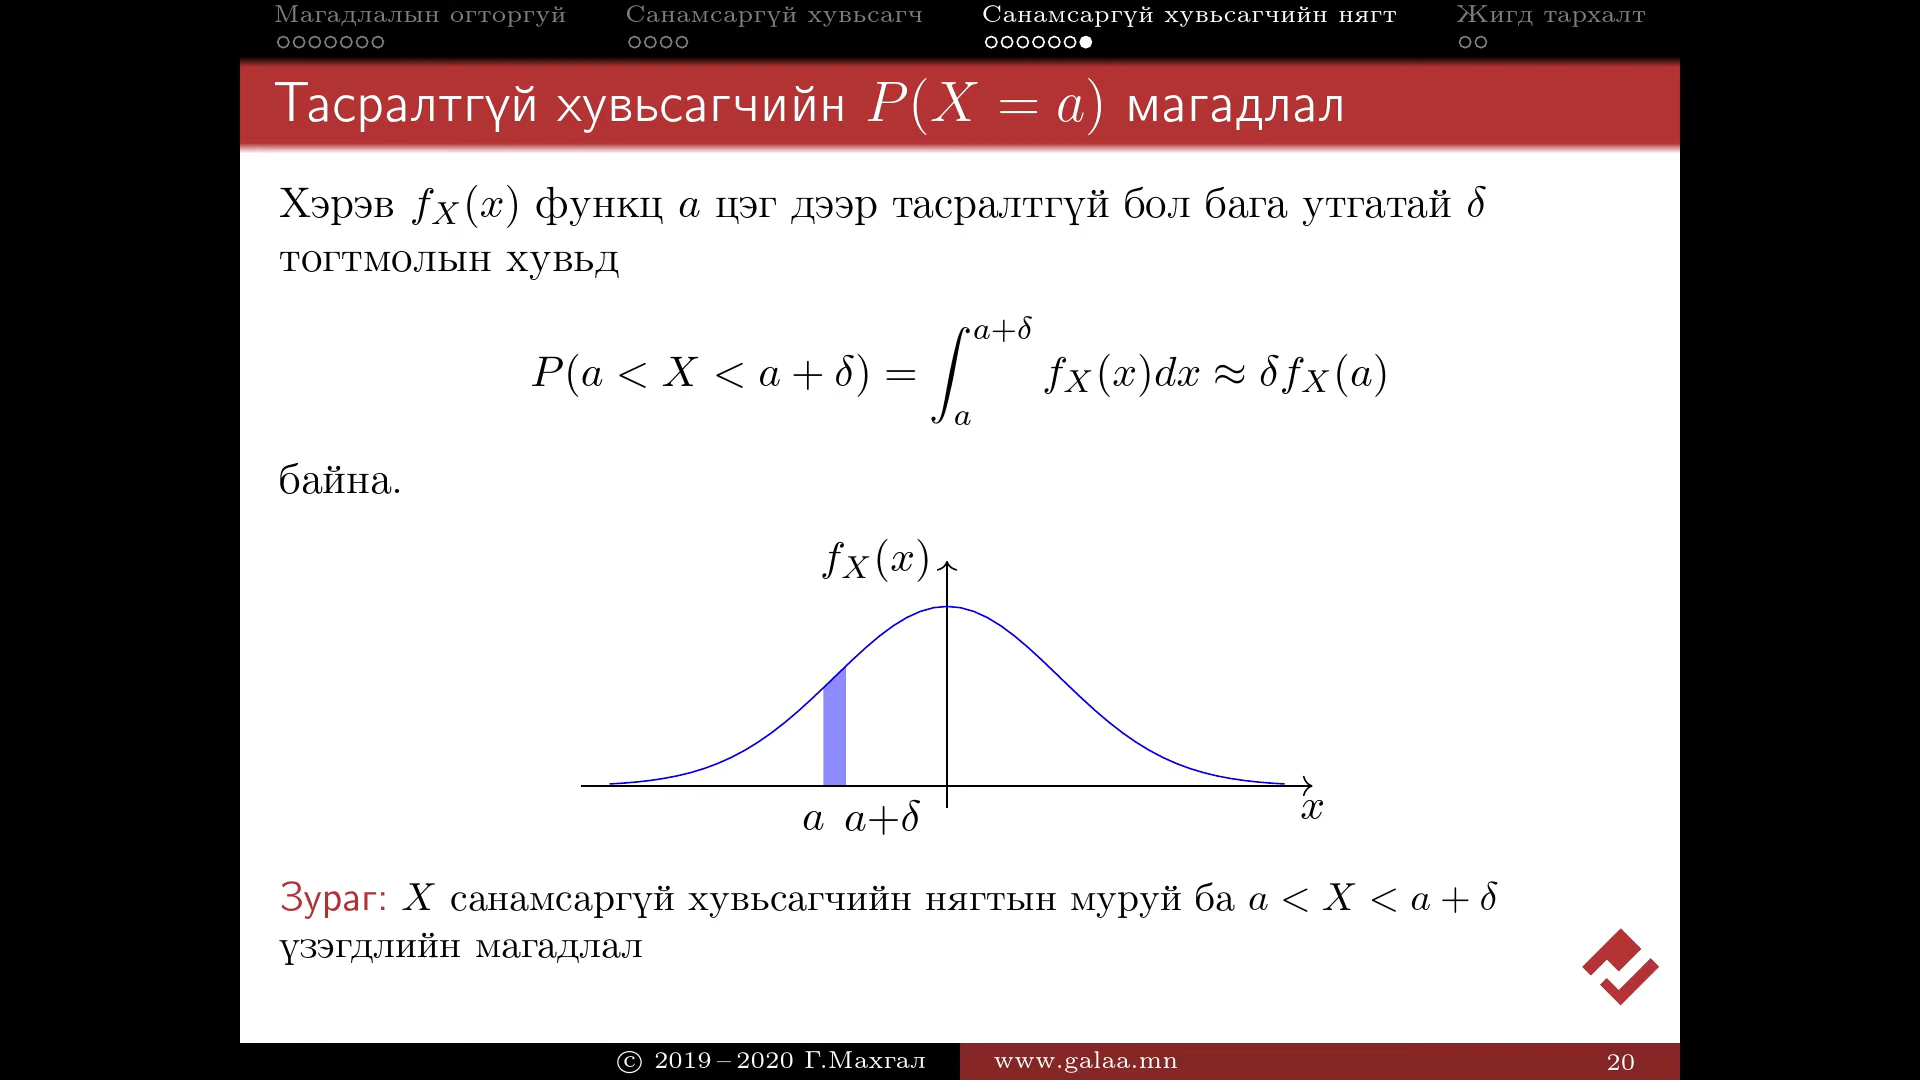 Магадлалын огторгуй Санамсаргүй хувьсагч Санамсаргүй хувьсагчийн нягт Жигд тархалт
Тасралтгүй хувьсагчийн P(X = a) магадлал
Хэрэв f_X(x) функц a цэг дээр тасралтгүй бол бага утгатай δ
тогтмолын хувьд
P(a < X < a + δ) = ∫_a^{a+δ} f_X(x)dx ≈ δf_X(a)
байна.
f_X(x)
x
a a+δ
Зураг: X санамсаргүй хувьсагчийн нягтын муруй ба a < X < a + δ
үзэгдлийн магадлал
© 2019–2020 Г.Махгал www.galaa.mn 20